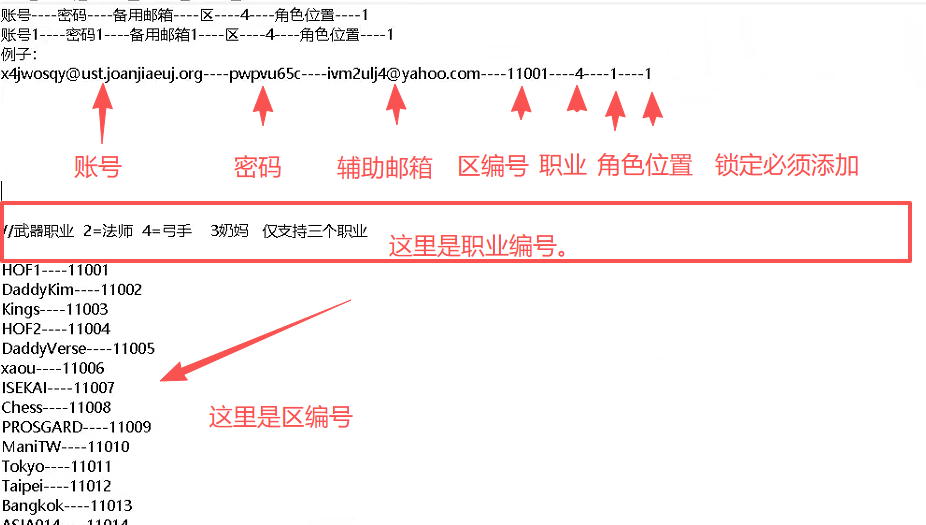 账号----密码----备用邮箱----区----4----角色位置----1
账号1----密码1----备用邮箱1----区----4----角色位置----1
例子：
x4jwosqy@ust.joanjiaeuj.org----pwpvu65c----ivm2ulj4@yahoo.com----11001----4----1----1
账号 密码 辅助邮箱 区编号 职业 角色位置 锁定必须添加
//武器职业 2=法师 4=弓手 3奶妈 仅支持三个职业
这里是职业编号。
HOF1----11001
DaddyKim----11002
Kings----11003
HOF2----11004
DaddyVerse----11005
xaou----11006
ISEKAI----11007
Chess----11008
这里是区编号
PROSGARD----11009
ManiTW----11010
Tokyo----11011
Taipei----11012
Bangkok----11013
ASIA014----11014